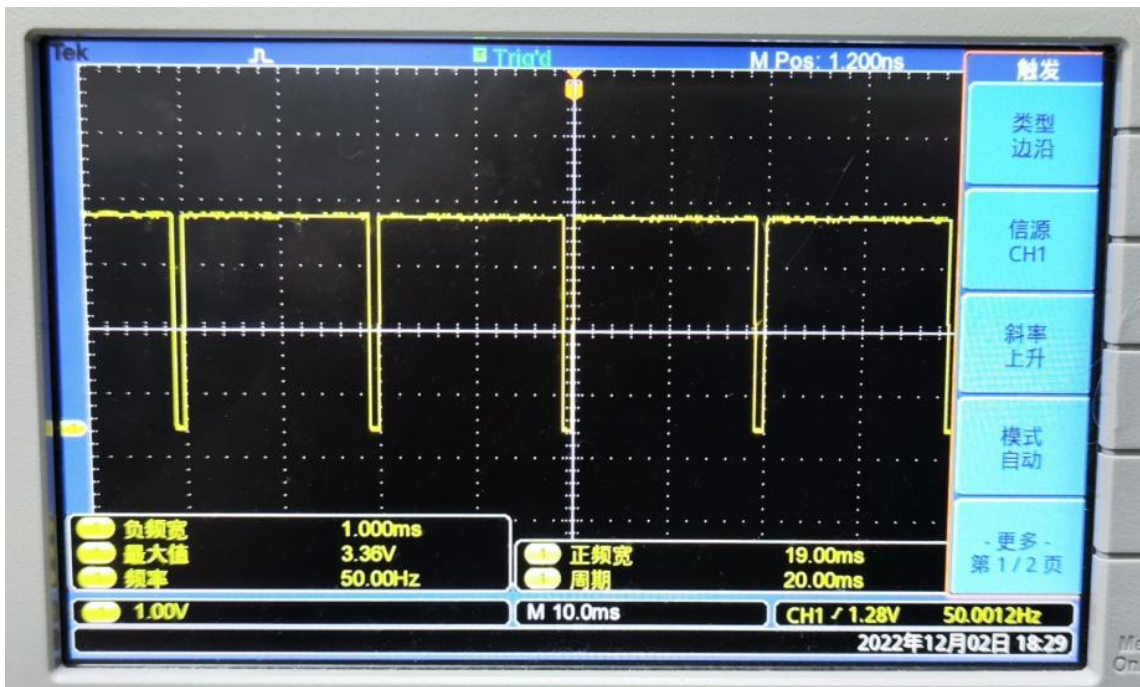 Tek Trig'd M Pos: 1.200ns
触发
类型
边沿
信源
CH1
斜率
上升
模式
自动
-更多-
第1/2页
负频宽 1.000ms
最大值 3.36V
频率 50.00Hz
正频宽 19.00ms
周期 20.00ms
1.00V M 10.0ms CH1 1.28V 50.0012Hz
2022年12月02日 18:29